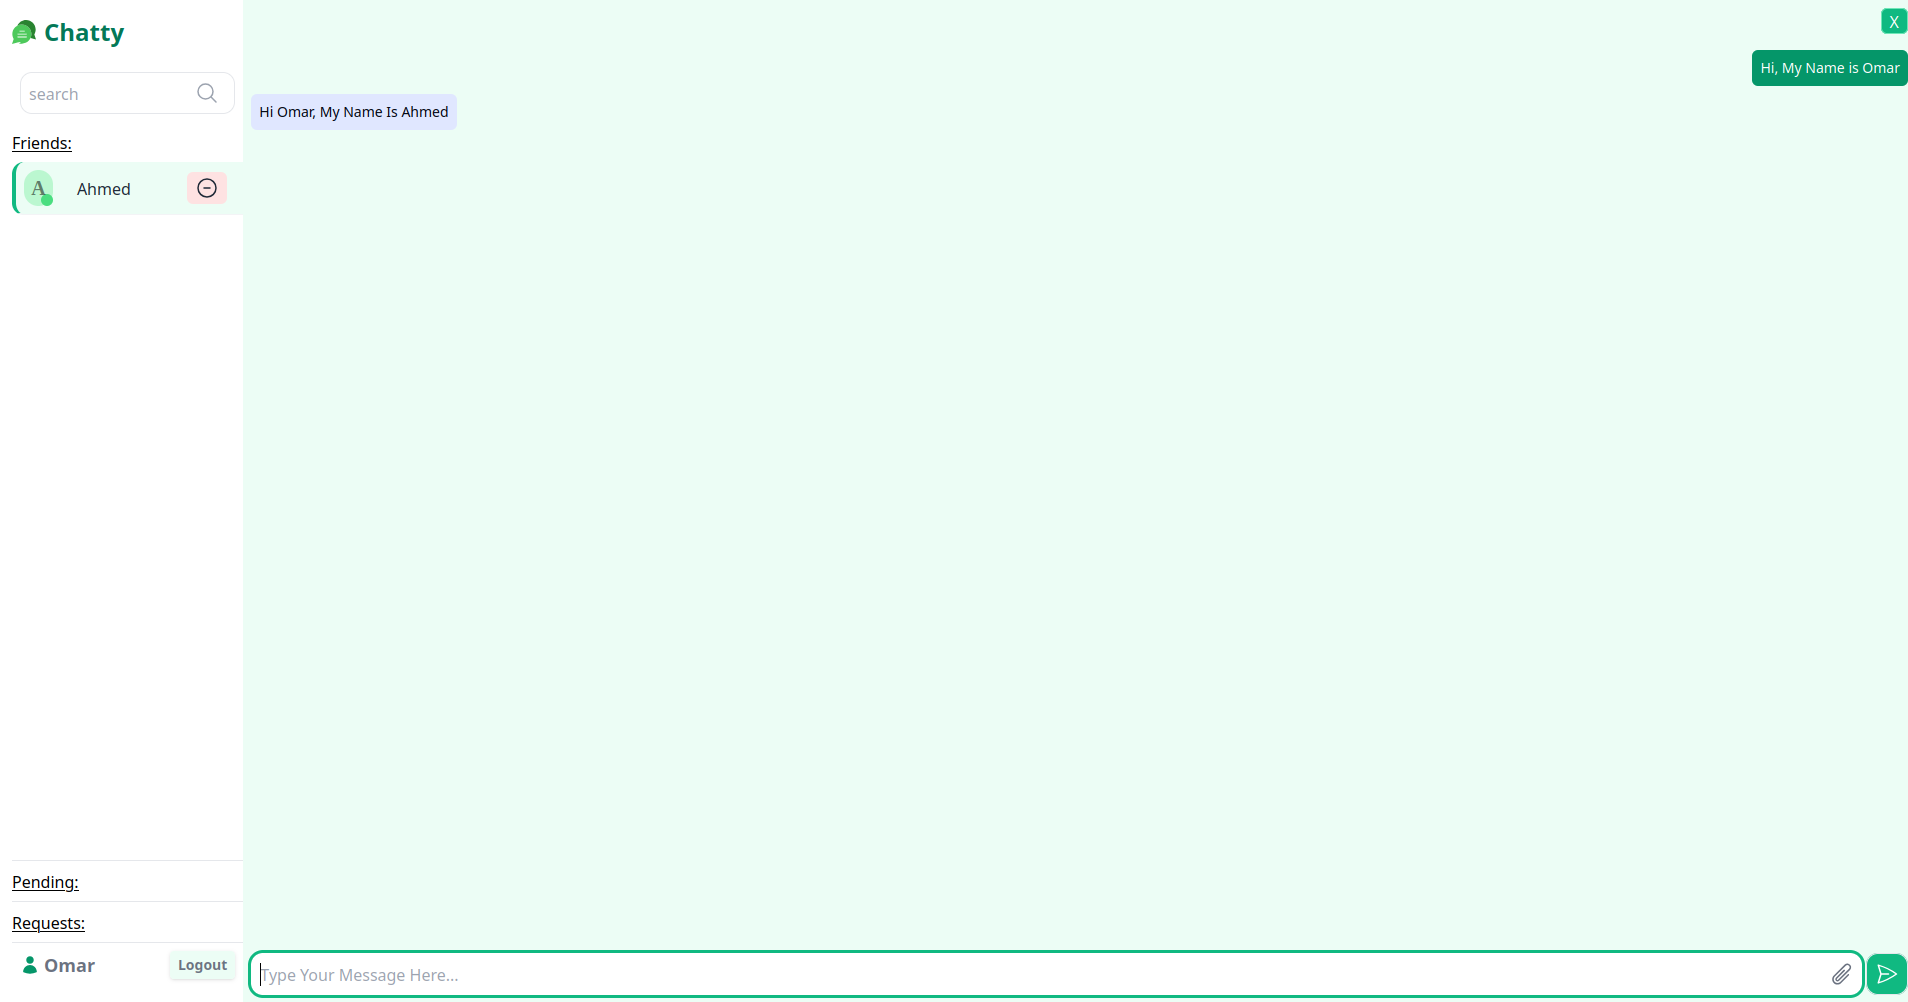 Chatty
search
Friends:
A
Ahmed
Pending:
Requests:
Omar
Logout
X
Hi, My Name is Omar
Hi Omar, My Name Is Ahmed
Type Your Message Here...